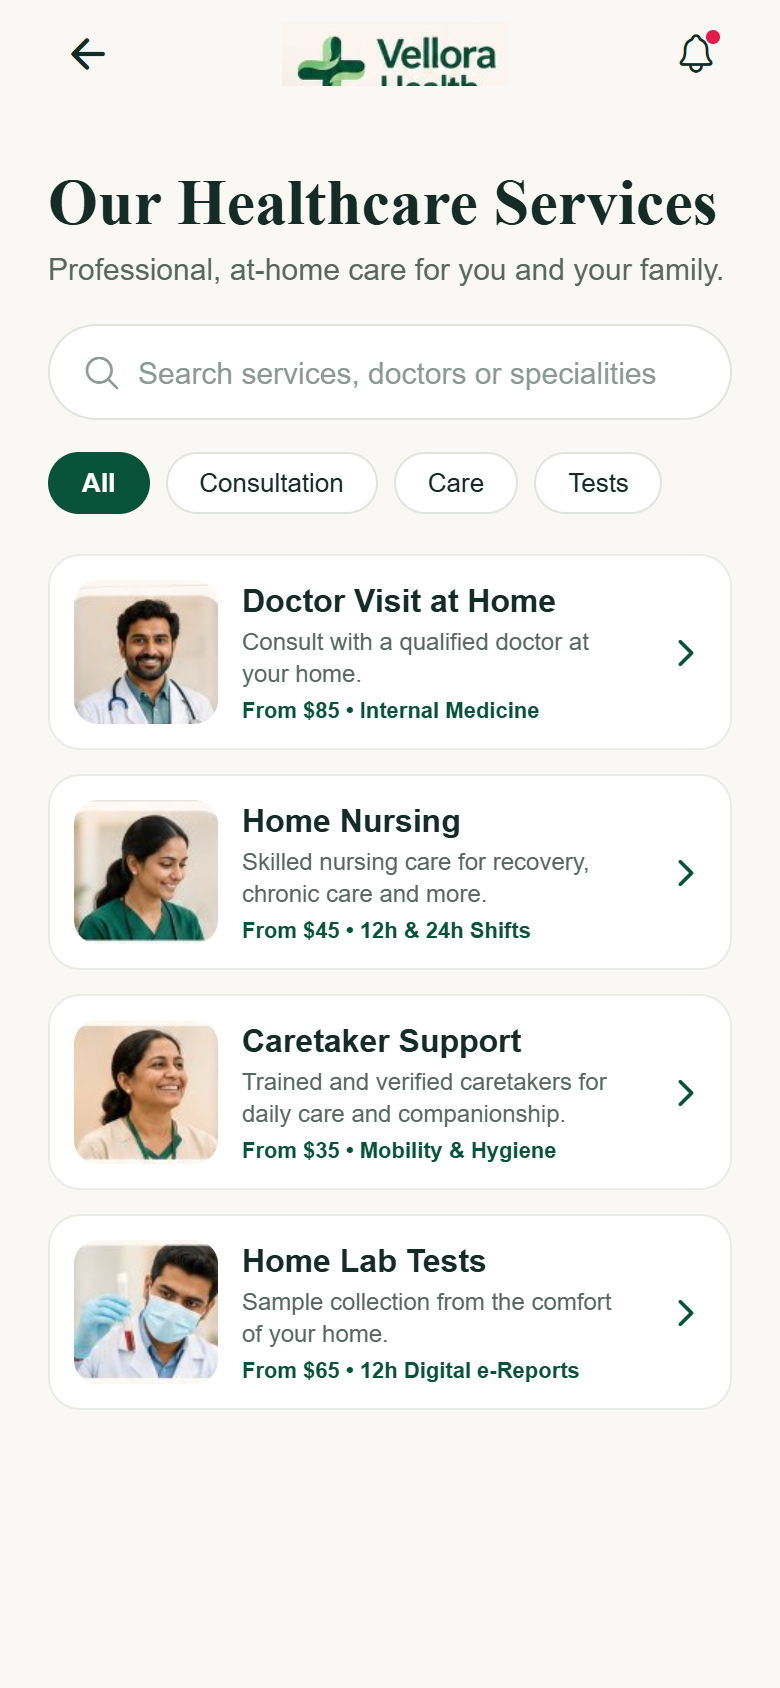 Vellora
Health
Our Healthcare Services
Professional, at-home care for you and your family.
Search services, doctors or specialities
All
Consultation
Care
Tests
Doctor Visit at Home
Consult with a qualified doctor at
your home.
From $85 • Internal Medicine
Home Nursing
Skilled nursing care for recovery,
chronic care and more.
From $45 • 12h & 24h Shifts
Caretaker Support
Trained and verified caretakers for
daily care and companionship.
From $35 • Mobility & Hygiene
Home Lab Tests
Sample collection from the comfort
of your home.
From $65 • 12h Digital e-Reports